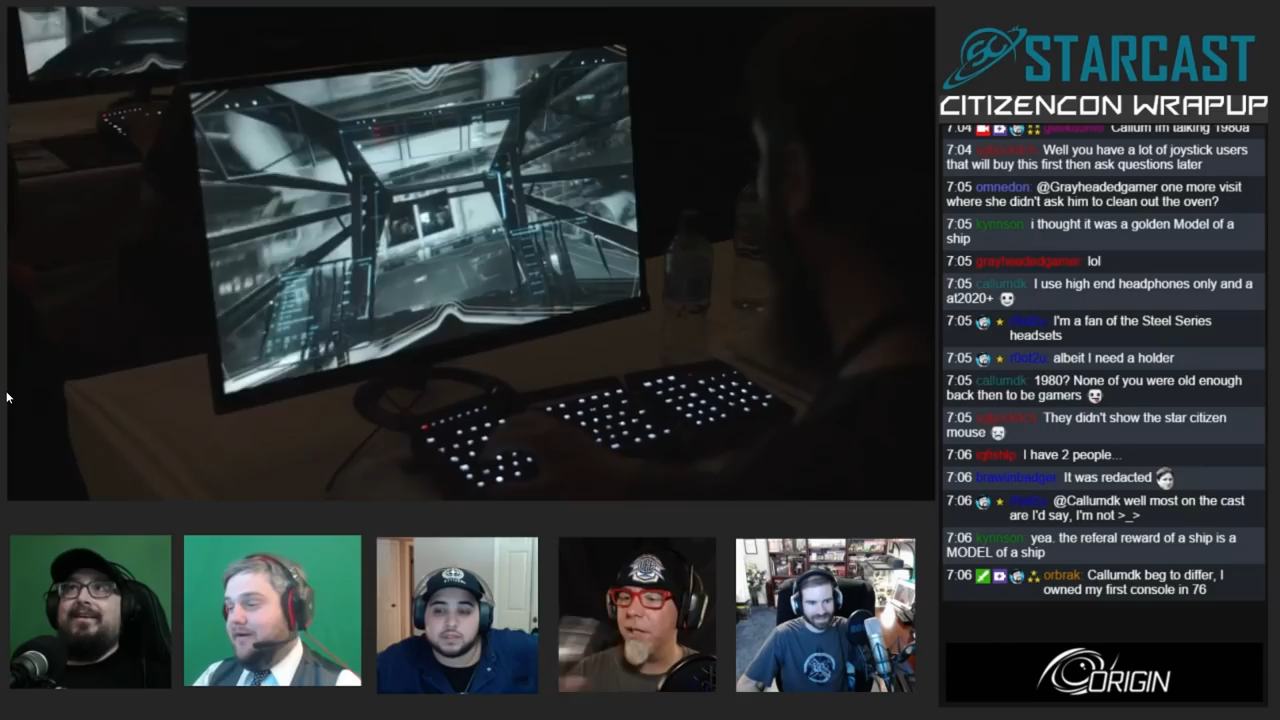 STARCAST
CITIZENCON WRAPUP
7:04 Callum im talking 1980a
7:04 Well you have a lot of joystick users
that will buy this first then ask questions later
7:05 omnedon: @Grayheadedgamer one more visit
where she didn't ask him to clean out the oven?
7:05 kynnson: i thought it was a golden Model of a
ship
7:05 grayheadedgamer: lol
7:05 callumdk: I use high end headphones only and a
at2020+
7:05 I'm a fan of the Steel Series
headsets
7:05 r0ot2u: albeit I need a holder
7:05 callumdk: 1980? None of you were old enough
back then to be gamers
7:05 They didn't show the star citizen
mouse
7:06 I have 2 people...
7:06 brawlinbadger: It was redacted
7:06 @Callumdk well most on the cast
are I'd say, I'm not >_>
7:06 kynnson: yea. the referal reward of a ship is a
MODEL of a ship
7:06 orbrak: Callumdk beg to differ, I
owned my first console in 76
ORIGIN